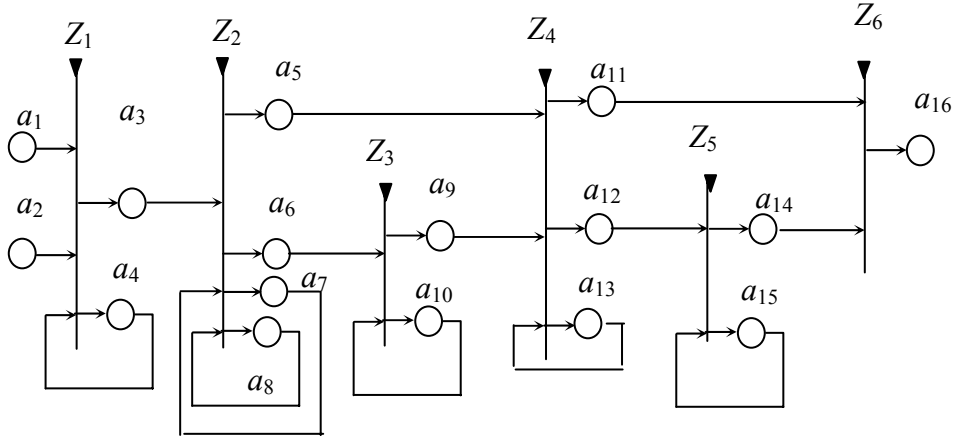 Z₁
Z₂
Z₄
Z₆
a₅
a₁₁
a₁
a₃
a₁₆
Z₃
Z₅
a₂
a₆
a₉
a₁₂
a₁₄
a₄
a₇
a₁₀
a₁₃
a₁₅
a₈